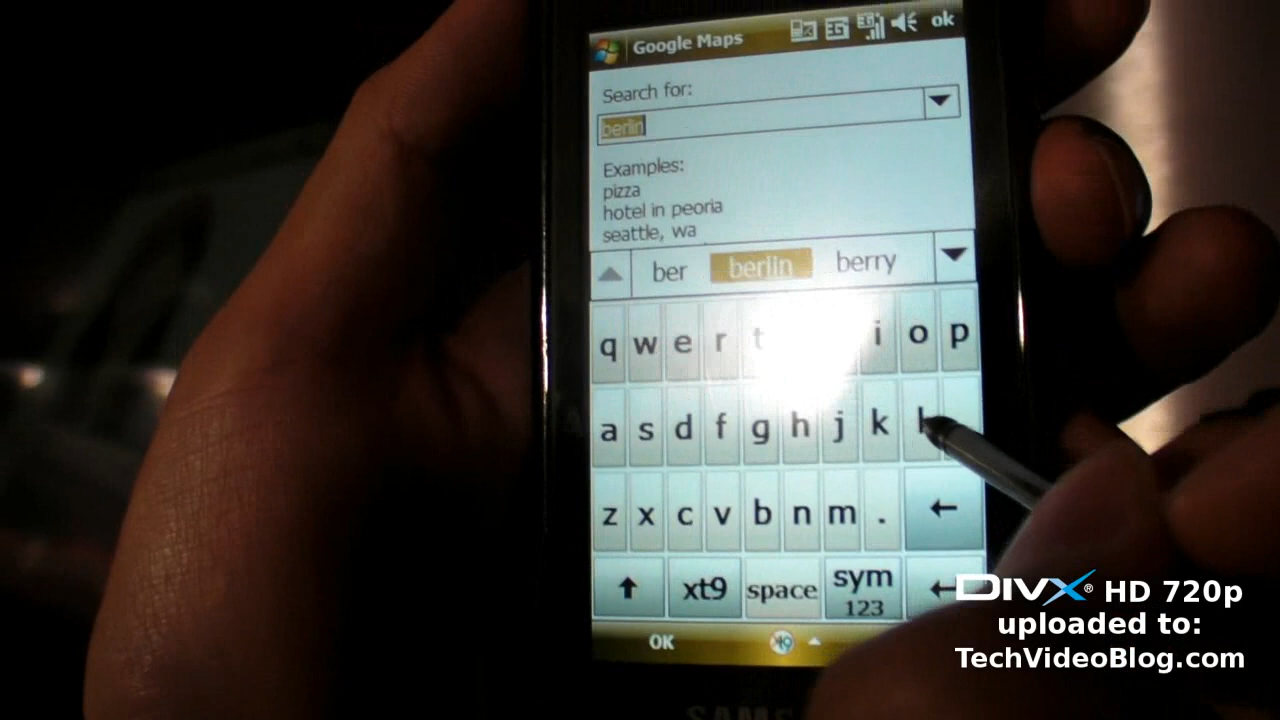 Google Maps
ok
Search for:
berlin
Examples:
pizza
hotel in peoria
seattle, wa
ber berlin berry
q w e r t i o p
a s d f g h j k
z x c v b n m . ←
xt9 space sym
123
OK
SAMS
DIVX® HD 720p
uploaded to:
TechVideoBlog.com